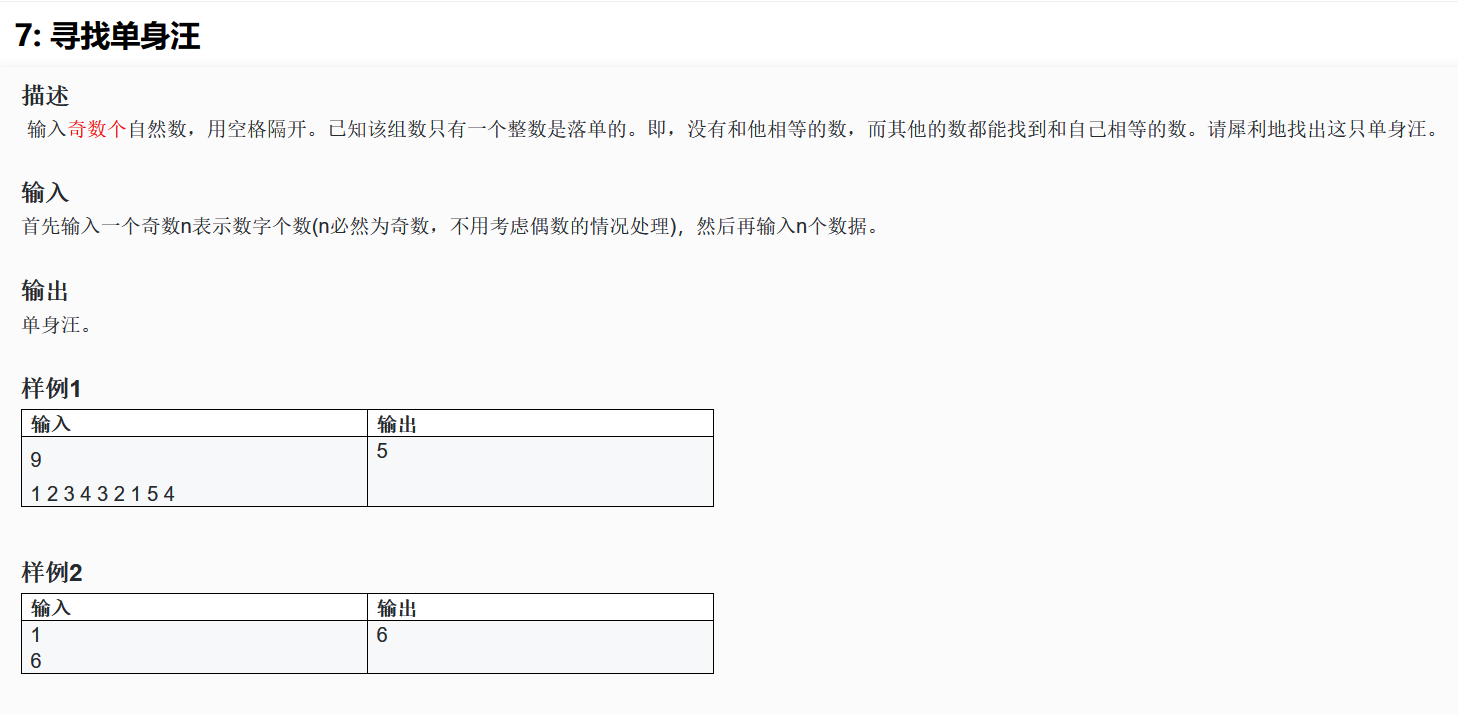 7: 寻找单身汪
描述
输入奇数个自然数，用空格隔开。已知该组数只有一个整数是落单的。即，没有和他相等的数，而其他的数都能找到和自己相等的数。请犀利地找出这只单身汪。
输入
首先输入一个奇数n表示数字个数(n必然为奇数，不用考虑偶数的情况处理)，然后再输入n个数据。
输出
单身汪。
样例1
输入 输出
9 5
1 2 3 4 3 2 1 5 4
样例2
输入 输出
1 6
6